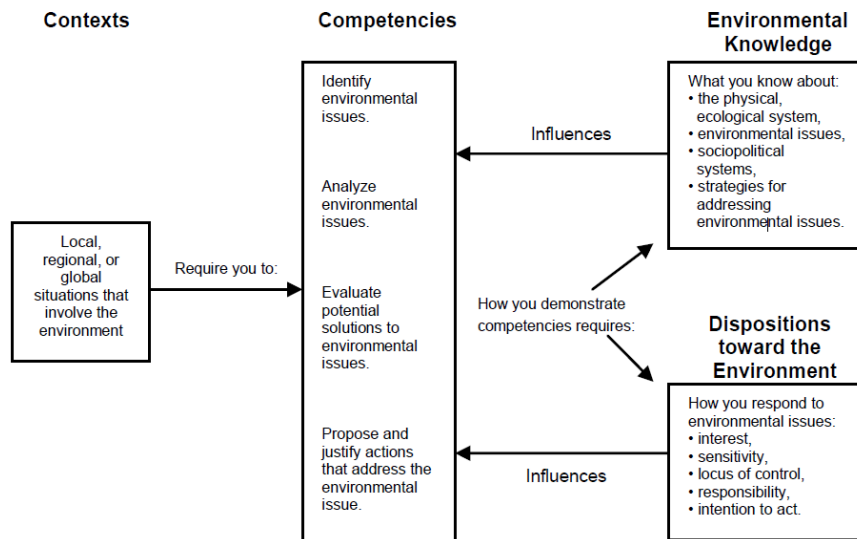 Contexts
Competencies
Environmental
Knowledge
Local,
regional, or
global
situations that
involve the
environment
Require you to:
Identify
environmental
issues.
Analyze
environmental
issues.
Evaluate
potential
solutions to
environmental
issues.
Propose and
justify actions
that address the
environmental
issue.
Influences
What you know about:
• the physical,
ecological system,
• environmental issues,
• sociopolitical
systems,
• strategies for
addressing
environmental issues.
How you demonstrate
competencies requires:
Dispositions
toward the
Environment
Influences
How you respond to
environmental issues:
• interest,
• sensitivity,
• locus of control,
• responsibility,
• intention to act.